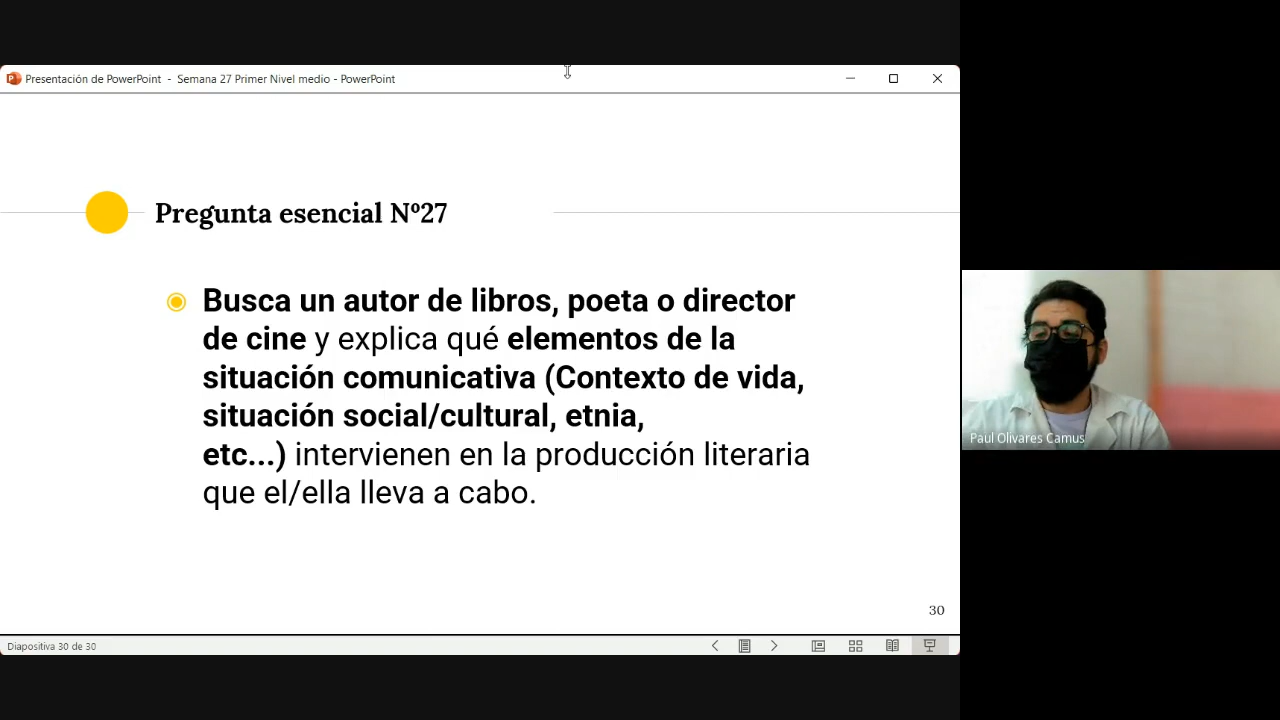 Presentación de PowerPoint - Semana 27 Primer Nivel medio - PowerPoint
Pregunta esencial Nº27
Busca un autor de libros, poeta o director
de cine y explica qué elementos de la
situación comunicativa (Contexto de vida,
situación social/cultural, etnia,
etc...) intervienen en la producción literaria
que el/ella lleva a cabo.
30
Diapositiva 30 de 30
Paul Olivares Camus